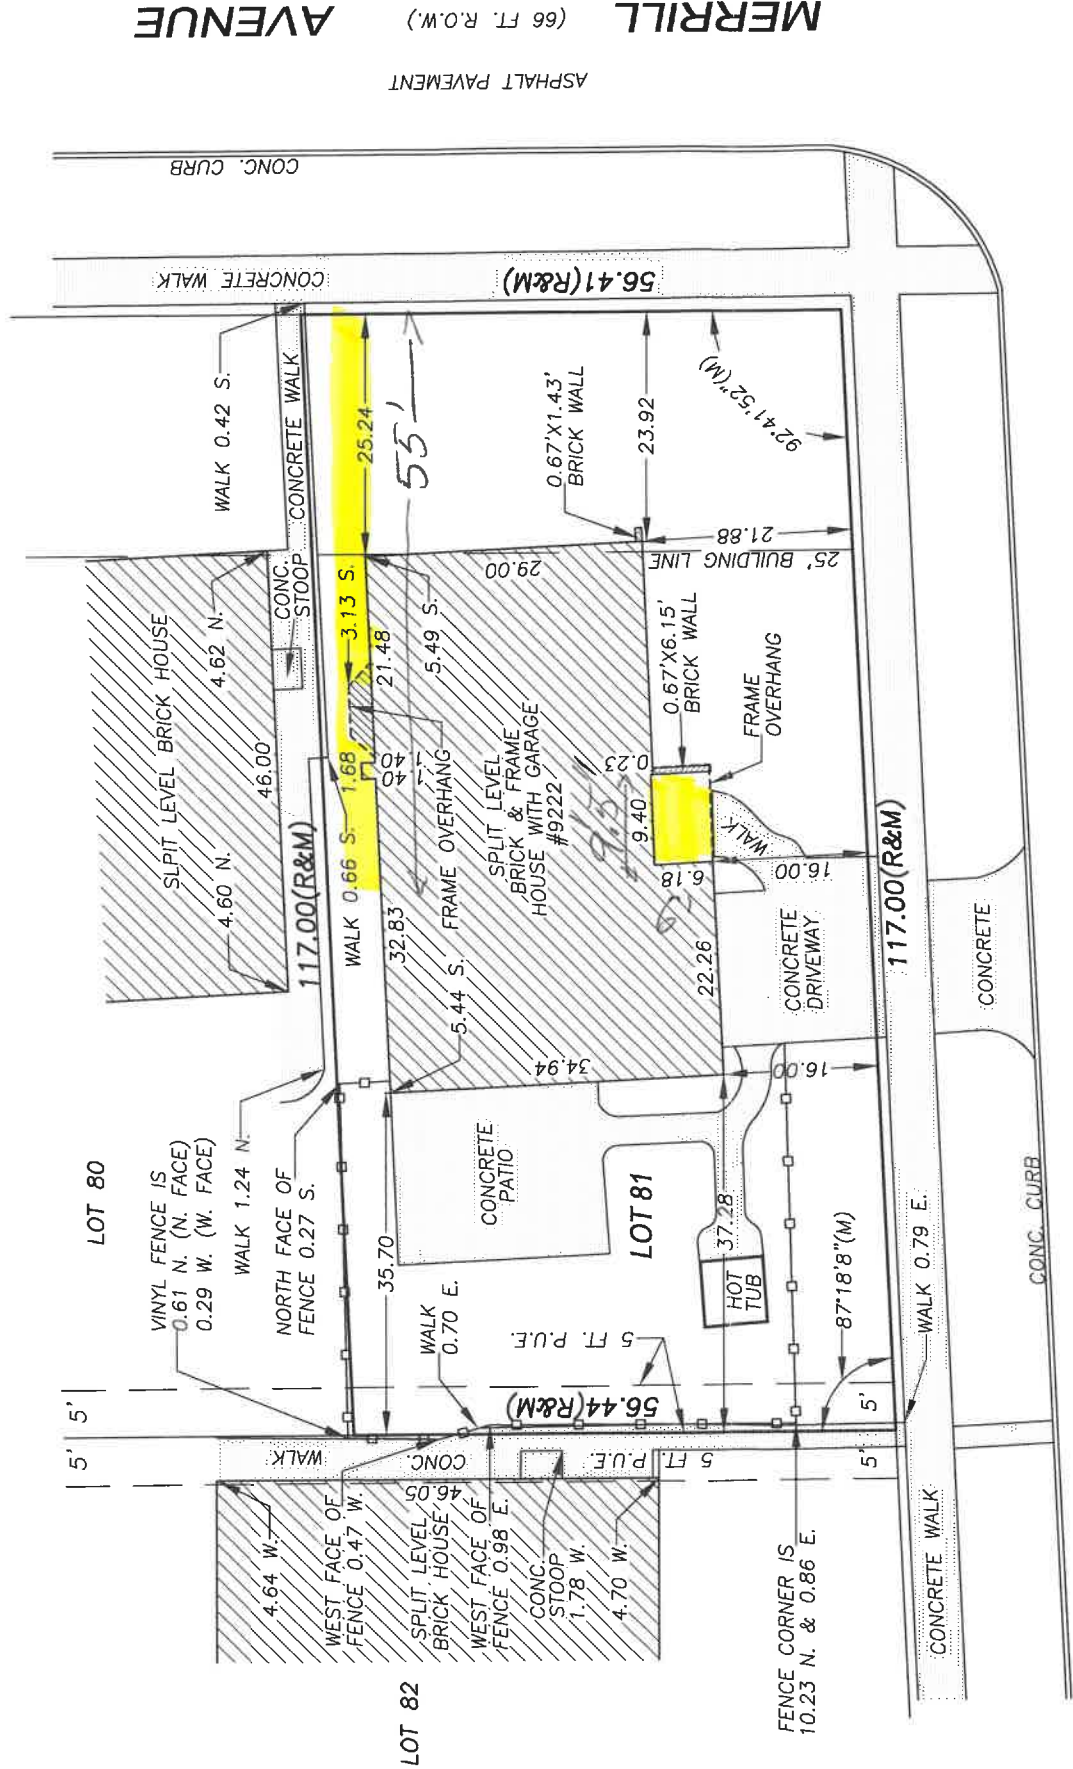 MERRILL (66 FT. R.O.W.) AVENUE
ASPHALT PAVEMENT
CONC. CURB
CONCRETE WALK
56.41(R&M)
WALK 0.42 S.
CONCRETE WALK
CONC.
STOOP
25.24
55'
23.92
92°41'52"(M)
0.67'X1.43'
BRICK WALL
21.88
25' BUILDING LINE
29.00
3.13 S.
21.48
5.49 S.
SLPIT LEVEL BRICK HOUSE
4.62 N.
46.00
4.60 N.
117.00(R&M)
WALK 0.66 S.
1.68
1.40
1.40
FRAME OVERHANG
32.83
5.44 S.
SPLIT LEVEL
BRICK & FRAME
HOUSE WITH GARAGE
#9222
0.23
9.40
9.5'
6.18
6'
0.67'X6.15'
BRICK WALL
FRAME
OVERHANG
WALK
16.00
22.26
CONCRETE
DRIVEWAY
117.00(R&M)
CONCRETE
34.94
16.00
LOT 80
VINYL FENCE IS
0.61 N. (N. FACE)
0.29 W. (W. FACE)
WALK 1.24 N.
NORTH FACE OF
FENCE 0.27 S.
CONCRETE
PATIO
35.70
LOT 81
37.28
HOT
TUB
WALK
0.70 E.
5 FT. P.U.E.
87°18'8"(M)
WALK 0.79 E.
CONC. CURB
56.44(R&M)
5'
5'
5'
5'
WALK
CONC.
5 FT. P.U.E.
46.05
4.64 W.
WEST FACE OF
FENCE 0.47 W.
SPLIT LEVEL
BRICK HOUSE
WEST FACE OF
FENCE 0.98 E.
CONC.
STOOP
1.78 W.
4.70 W.
FENCE CORNER IS
10.23 N. & 0.86 E.
CONCRETE WALK
LOT 82